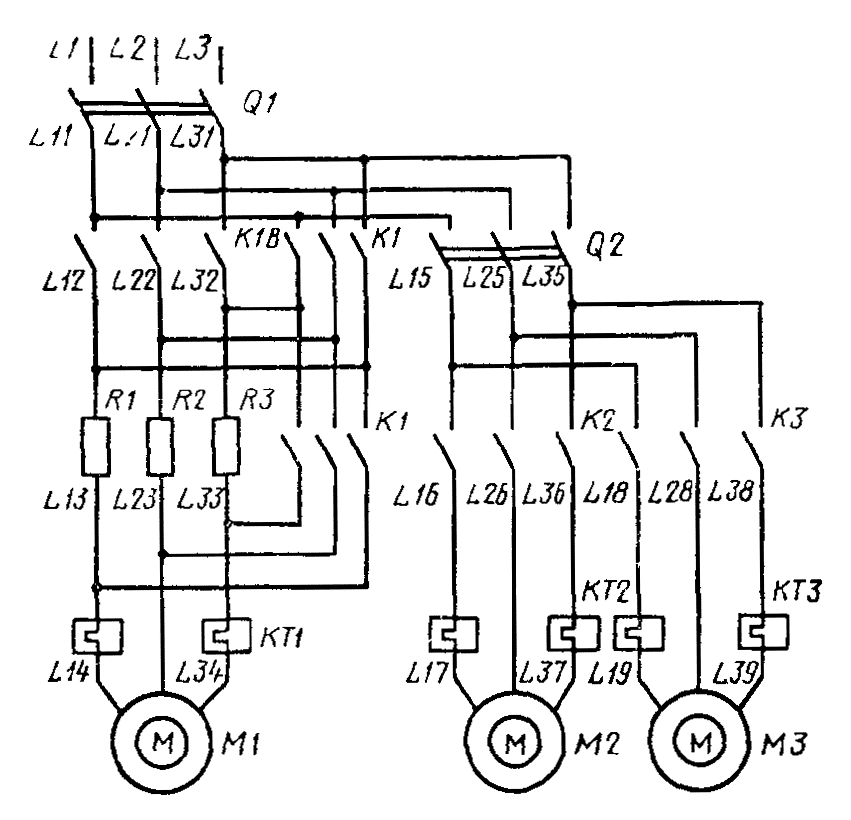 L1 L2 L3
Q1
L11 L31
K1B K1 Q2
L12 L22 L32 L15 L25 L35
R1 R2 R3 K1 K2 K3
L13 L23 L33 L16 L26 L36 L18 L28 L38
KT2 KT3
KT1
L14 L34 L17 L37 L19 L39
M M1 M M2 M M3